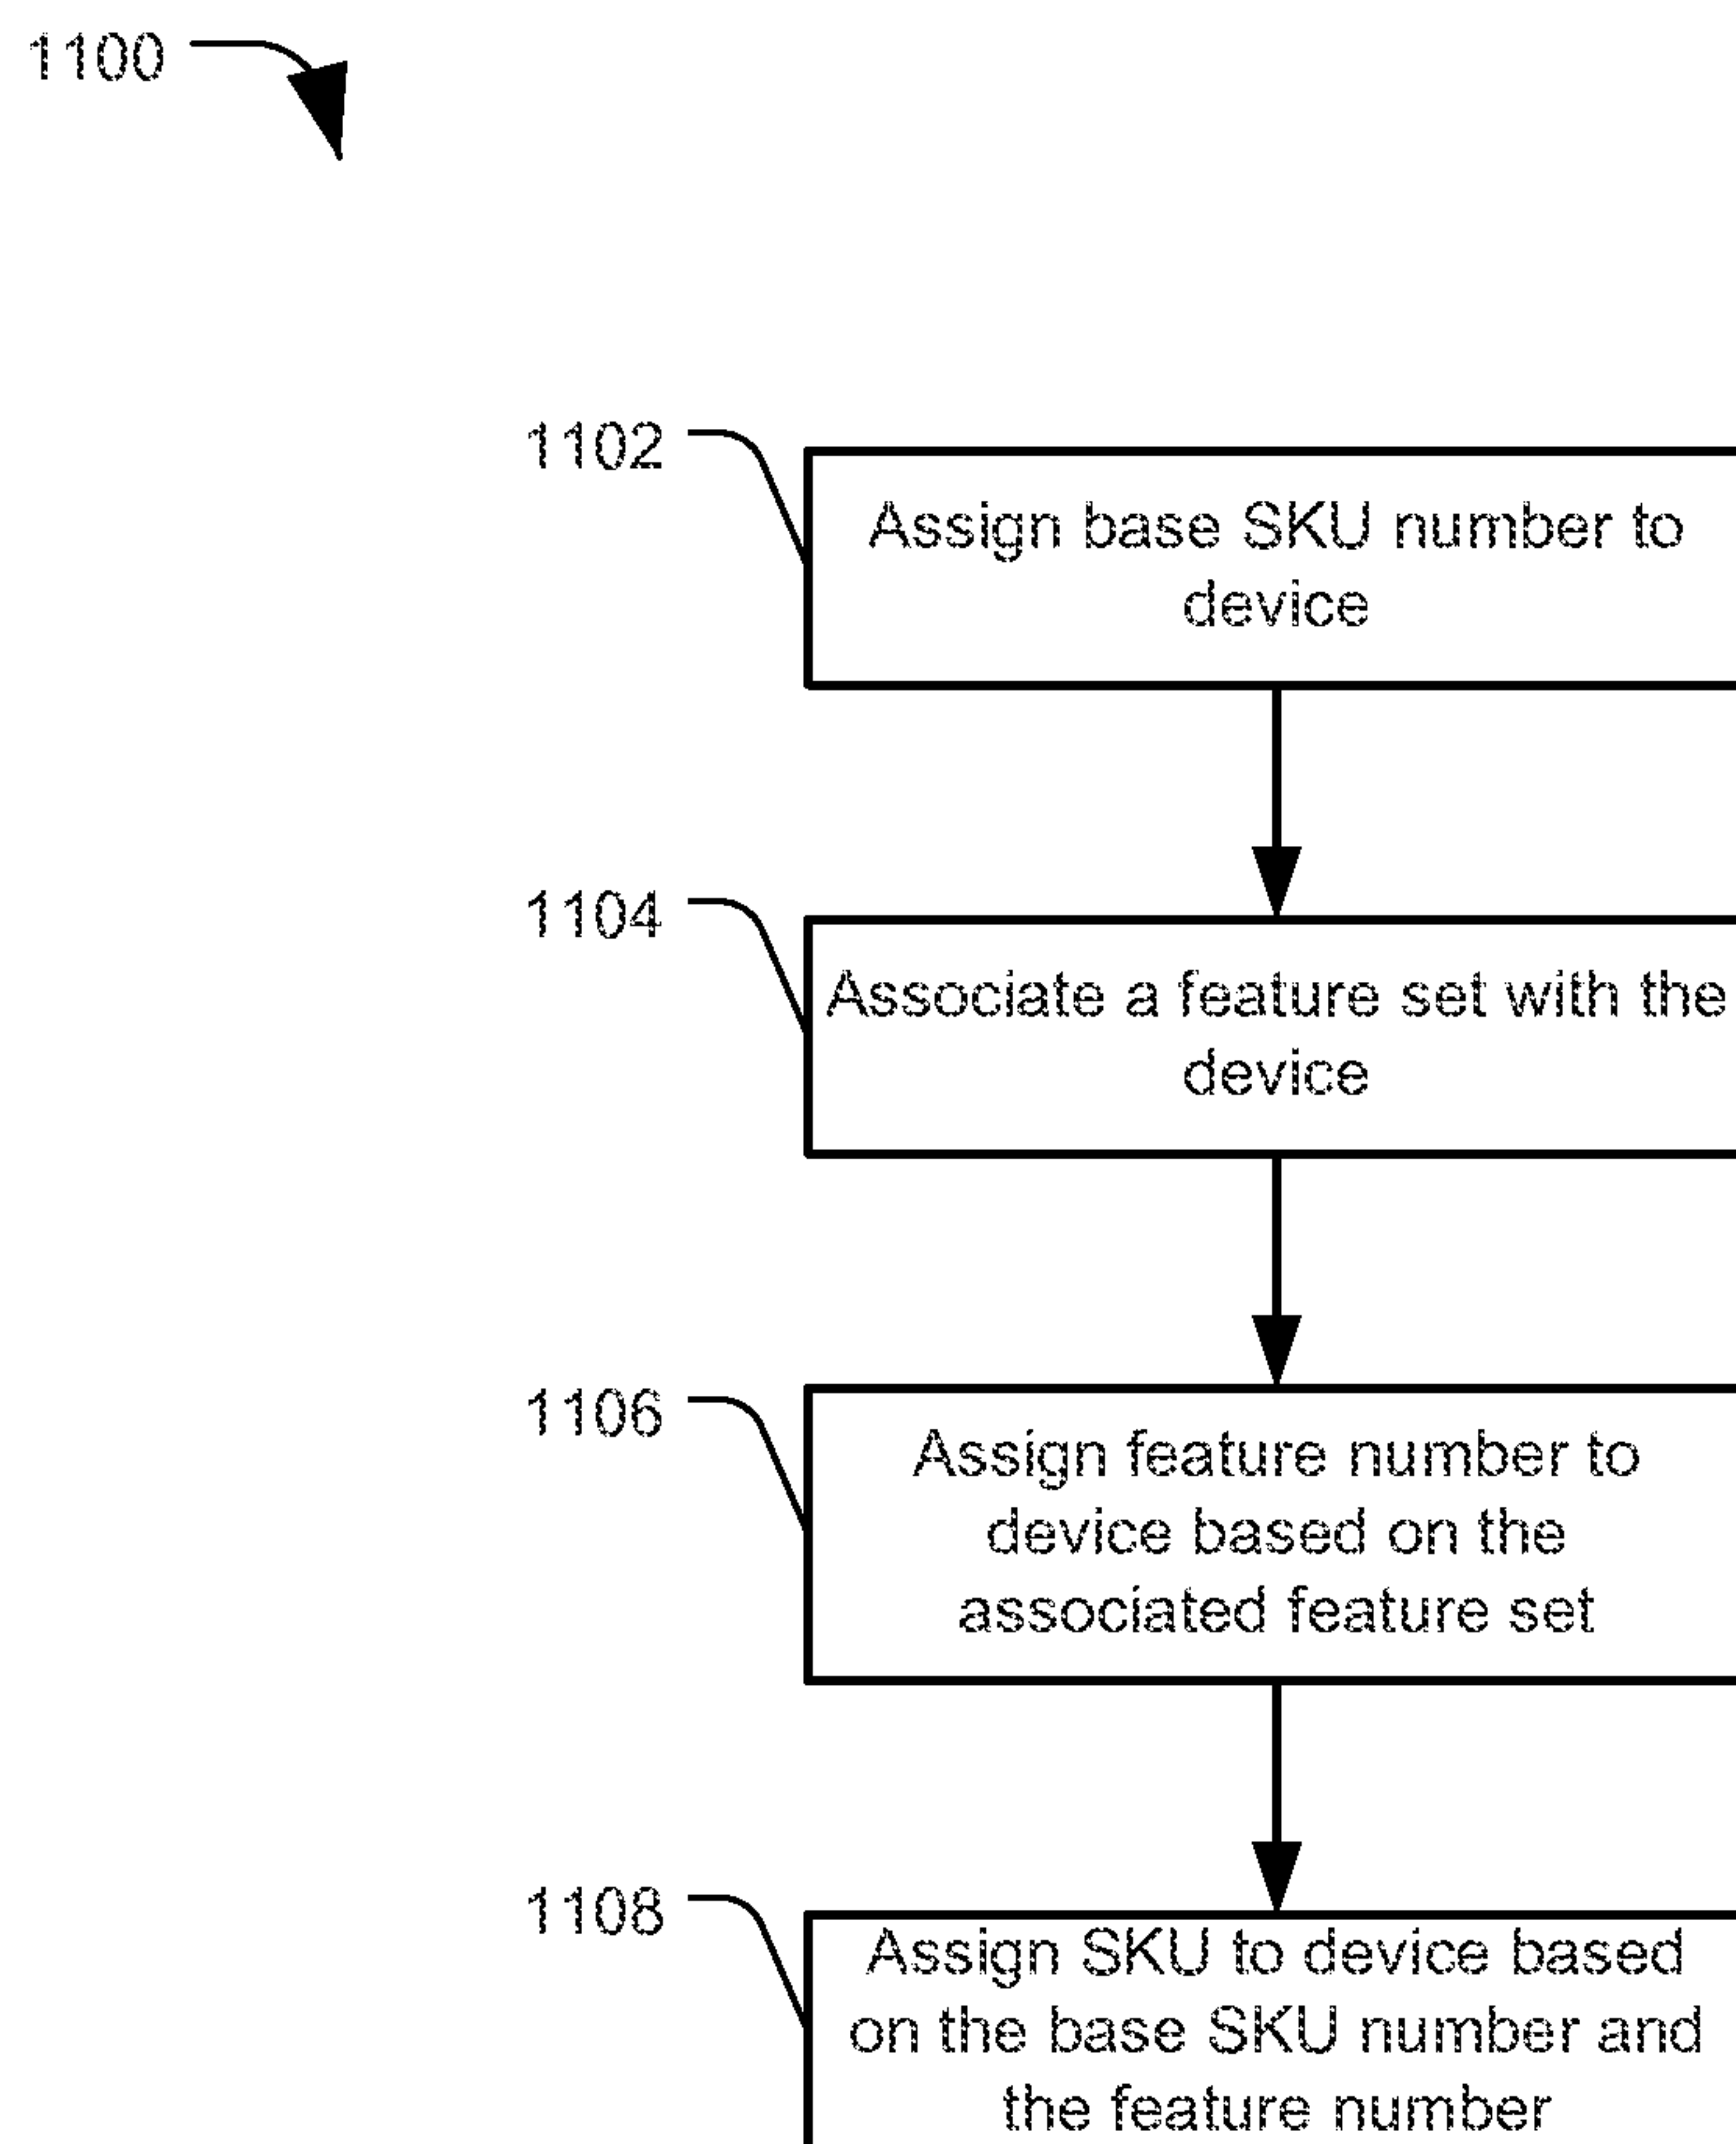 1100
1102
Assign base SKU number to
device
1104
Associate a feature set with the
device
1106
Assign feature number to
device based on the
associated feature set
1108
Assign SKU to device based
on the base SKU number and
the feature number